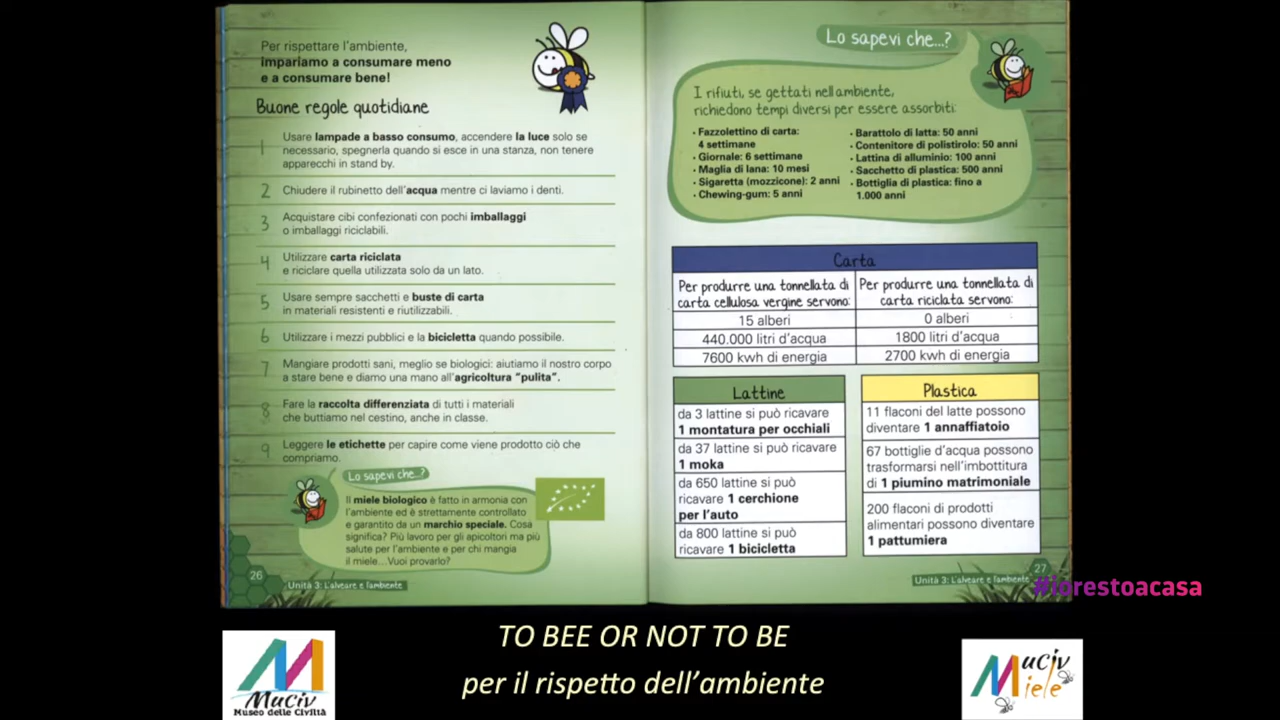 Per rispettare l'ambiente,
impariamo a consumare meno
e a consumare bene!
Buone regole quotidiane
1 Usare lampade a basso consumo, accendere la luce solo se
necessario, spegnerla quando si esce in una stanza, non tenere
apparecchi in stand by.
2 Chiudere il rubinetto dell'acqua mentre ci laviamo i denti.
3 Acquistare cibi confezionati con pochi imballaggi
o imballaggi riciclabili.
4 Utilizzare carta riciclata
e riciclare quella utilizzata solo da un lato.
5 Usare sempre sacchetti e buste di carta
in materiali resistenti e riutilizzabili.
6 Utilizzare i mezzi pubblici e la bicicletta quando possibile.
7 Mangiare prodotti sani, meglio se biologici: aiutiamo il nostro corpo
a stare bene e diamo una mano all'agricoltura "pulita".
8 Fare la raccolta differenziata di tutti i materiali
che buttiamo nel cestino, anche in classe.
9 Leggere le etichette per capire come viene prodotto ciò che
compriamo.
Lo sapevi che...?
Il miele biologico è fatto in armonia con
l'ambiente ed è strettamente controllato
e garantito da un marchio speciale. Cosa
significa? Più lavoro per gli apicoltori ma più
salute per l'ambiente e per chi mangia
il miele...Vuoi provarlo?
26
Unità 3: L'alveare e l'ambiente
Lo sapevi che...?
I rifiuti, se gettati nell'ambiente,
richiedono tempi diversi per essere assorbiti:
• Fazzolettino di carta:
4 settimane
• Giornale: 6 settimane
• Maglia di lana: 10 mesi
• Sigaretta (mozzicone): 2 anni
• Chewing-gum: 5 anni
• Barattolo di latta: 50 anni
• Contenitore di polistirolo: 50 anni
• Lattina di alluminio: 100 anni
• Sacchetto di plastica: 500 anni
• Bottiglia di plastica: fino a
1.000 anni
Carta
Per produrre una tonnellata di
carta cellulosa vergine servono:
Per produrre una tonnellata di
carta riciclata servono:
15 alberi
0 alberi
440.000 litri d'acqua
1800 litri d'acqua
7600 kwh di energia
2700 kwh di energia
Lattine
da 3 lattine si può ricavare
1 montatura per occhiali
da 37 lattine si può ricavare
1 moka
da 650 lattine si può
ricavare 1 cerchione
per l'auto
da 800 lattine si può
ricavare 1 bicicletta
Plastica
11 flaconi del latte possono
diventare 1 annaffiatoio
67 bottiglie d'acqua possono
trasformarsi nell'imbottitura
di 1 piumino matrimoniale
200 flaconi di prodotti
alimentari possono diventare
1 pattumiera
Unità 3: L'alveare e l'ambiente
27
#iorestoacasa
TO BEE OR NOT TO BE
per il rispetto dell'ambiente
Muciv
Museo delle Civiltà
Muciv
Miele